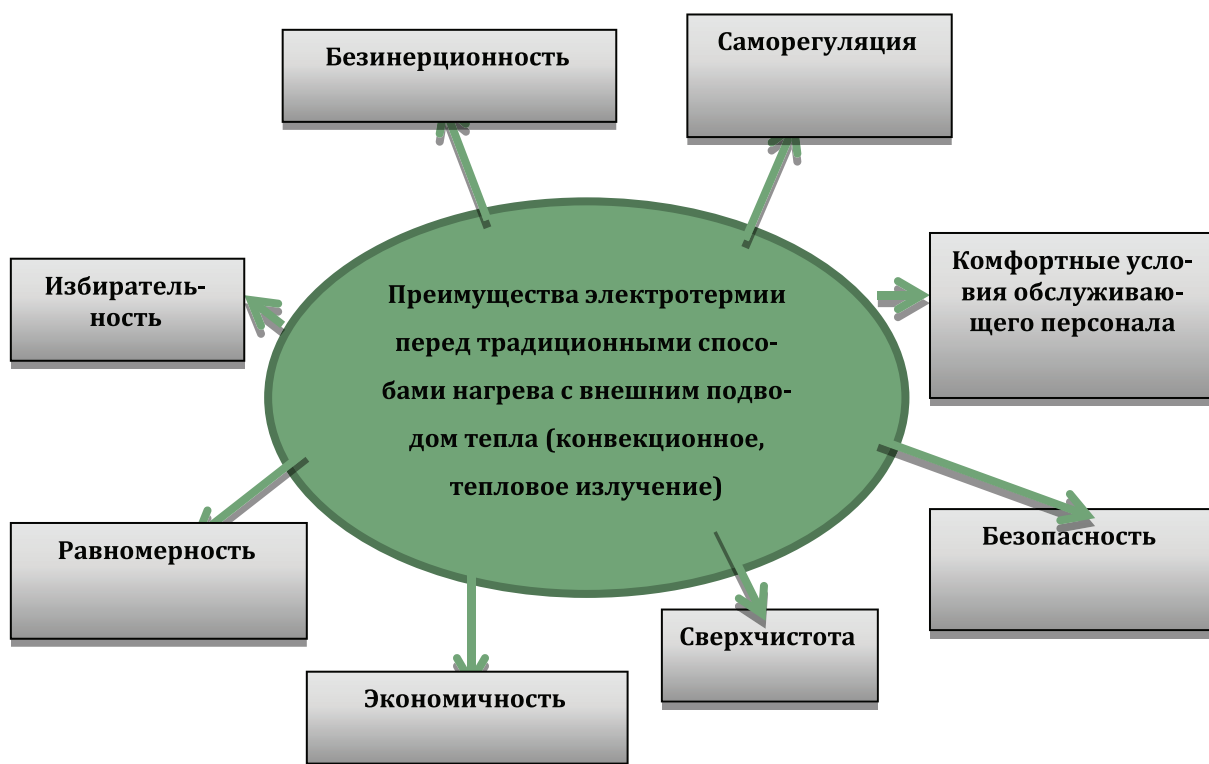 Безинерционность
Саморегуляция
Избиратель-
ность
Преимущества электротермии
перед традиционными спосо-
бами нагрева с внешним подво-
дом тепла (конвекционное,
тепловое излучение)
Комфортные усло-
вия обслуживаю-
щего персонала
Равномерность
Безопасность
Сверхчистота
Экономичность